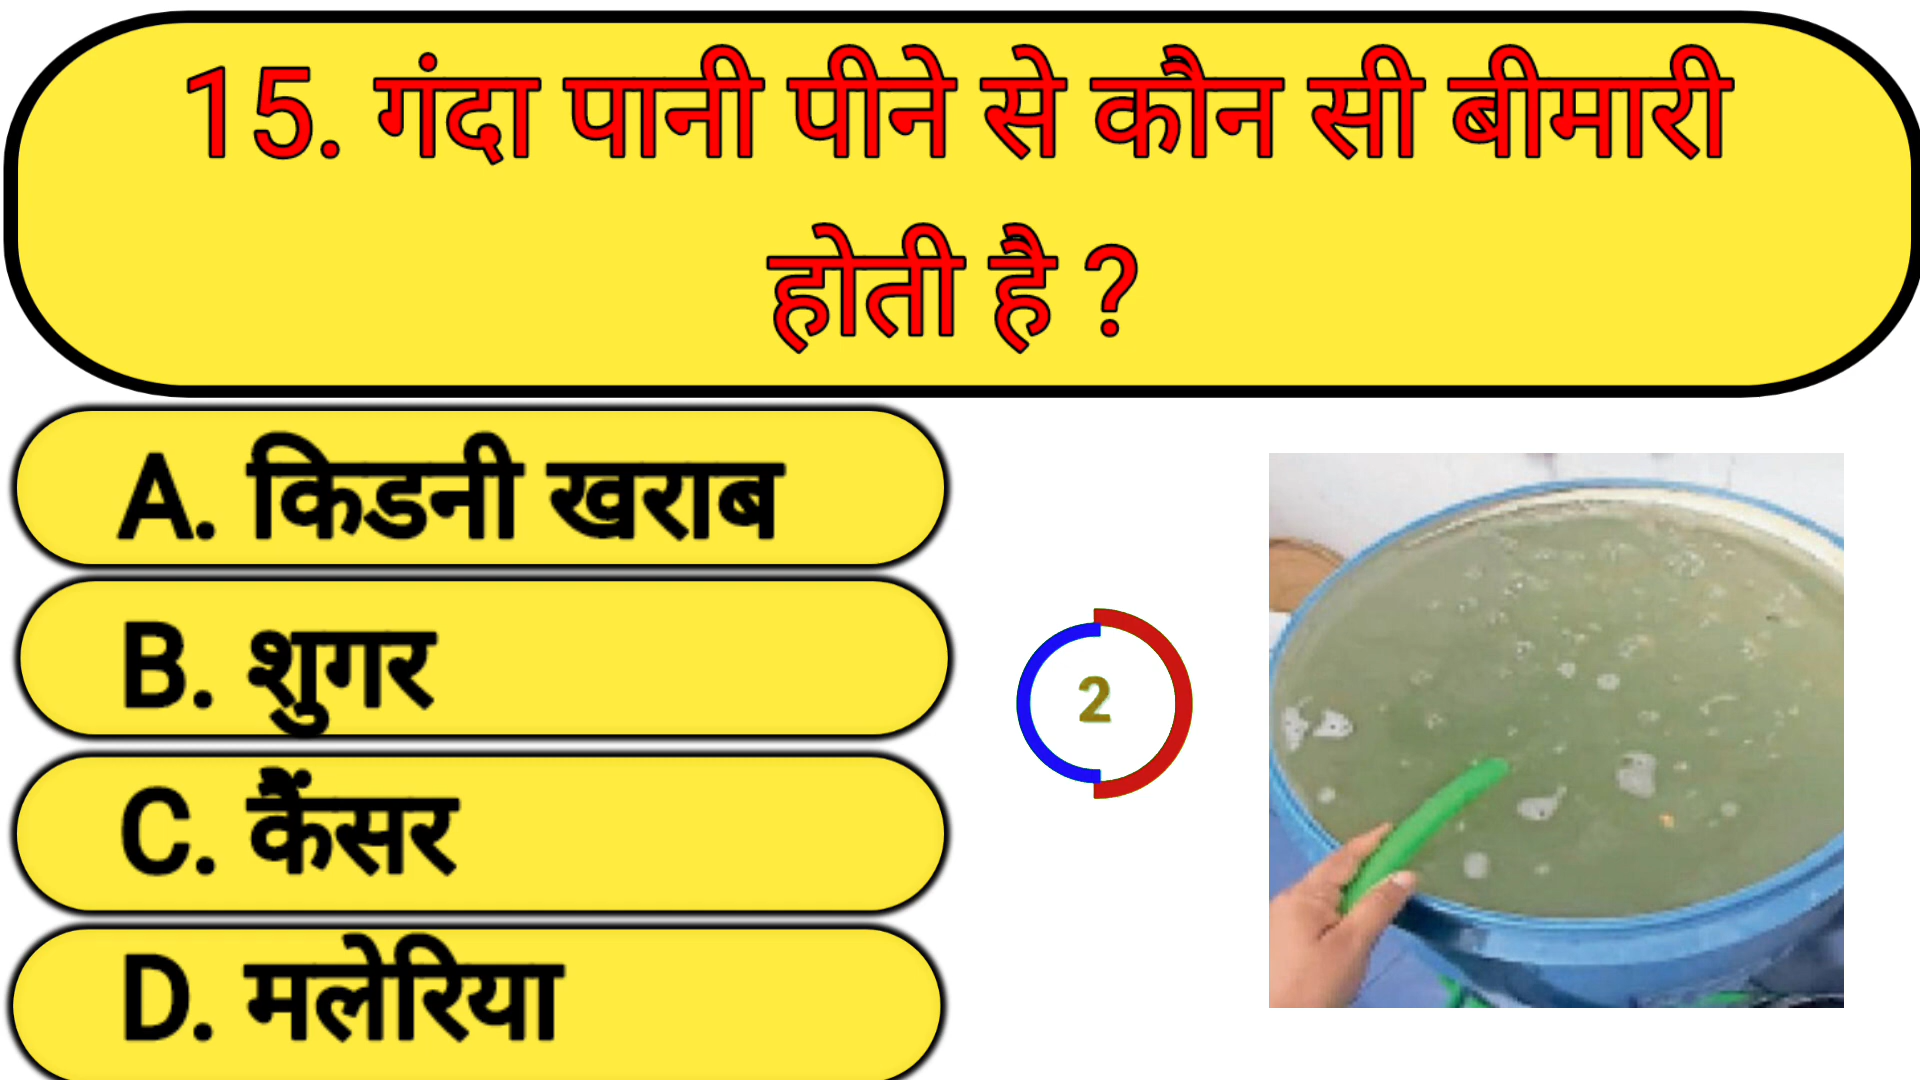 15. गंदा पानी पीने से कौन सी बीमारी
होती है ?
A. किडनी खराब
B. शुगर
C. कैंसर
D. मलेरिया
2